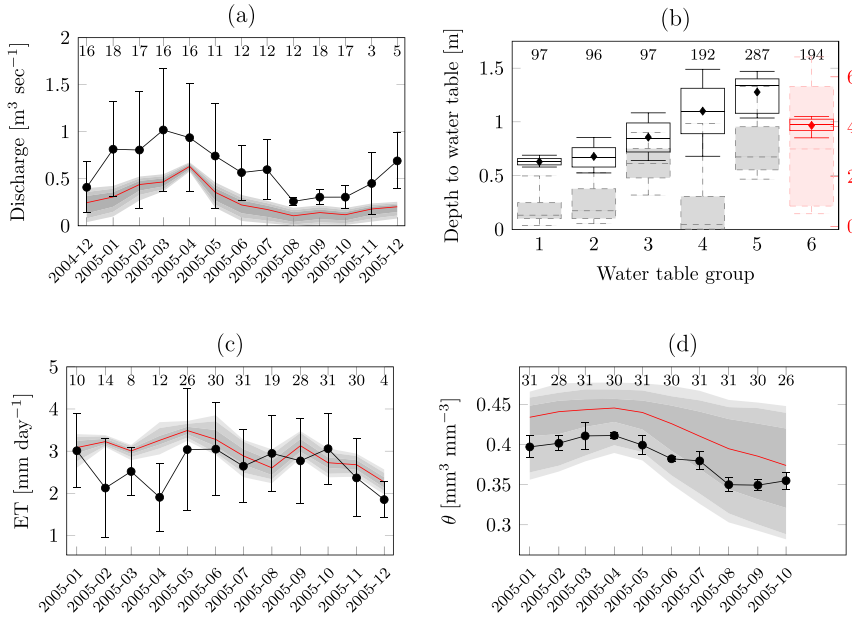 (a)
Discharge [m³ sec⁻¹]
2
1.5
1
0.5
0
16 18 17 16 16 11 12 12 12 18 17 3 5
2004-12 2005-01 2005-02 2005-03 2005-04 2005-05 2005-06 2005-07 2005-08 2005-09 2005-10 2005-11 2005-12
(b)
Depth to water table [m]
1.5
1
0.5
0
97 96 97 192 287 194
6
4
2
0
1 2 3 4 5 6
Water table group
(c)
ET [mm day⁻¹]
5
4
3
2
1
10 14 8 12 26 30 31 19 28 31 30 4
2005-01 2005-02 2005-03 2005-04 2005-05 2005-06 2005-07 2005-08 2005-09 2005-10 2005-11 2005-12
(d)
θ [mm³ mm⁻³]
0.45
0.4
0.35
0.3
31 28 31 30 31 30 31 31 30 26
2005-01 2005-02 2005-03 2005-04 2005-05 2005-06 2005-07 2005-08 2005-09 2005-10